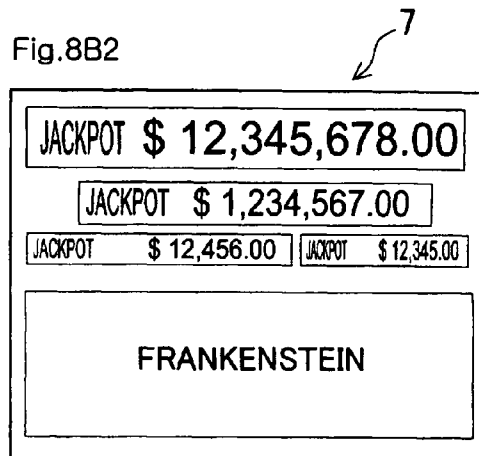 7
Fig.8B2
JACKPOT $ 12,345,678.00
JACKPOT $ 1,234,567.00
JACKPOT $ 12,456.00 JACKPOT $ 12,345.00
FRANKENSTEIN